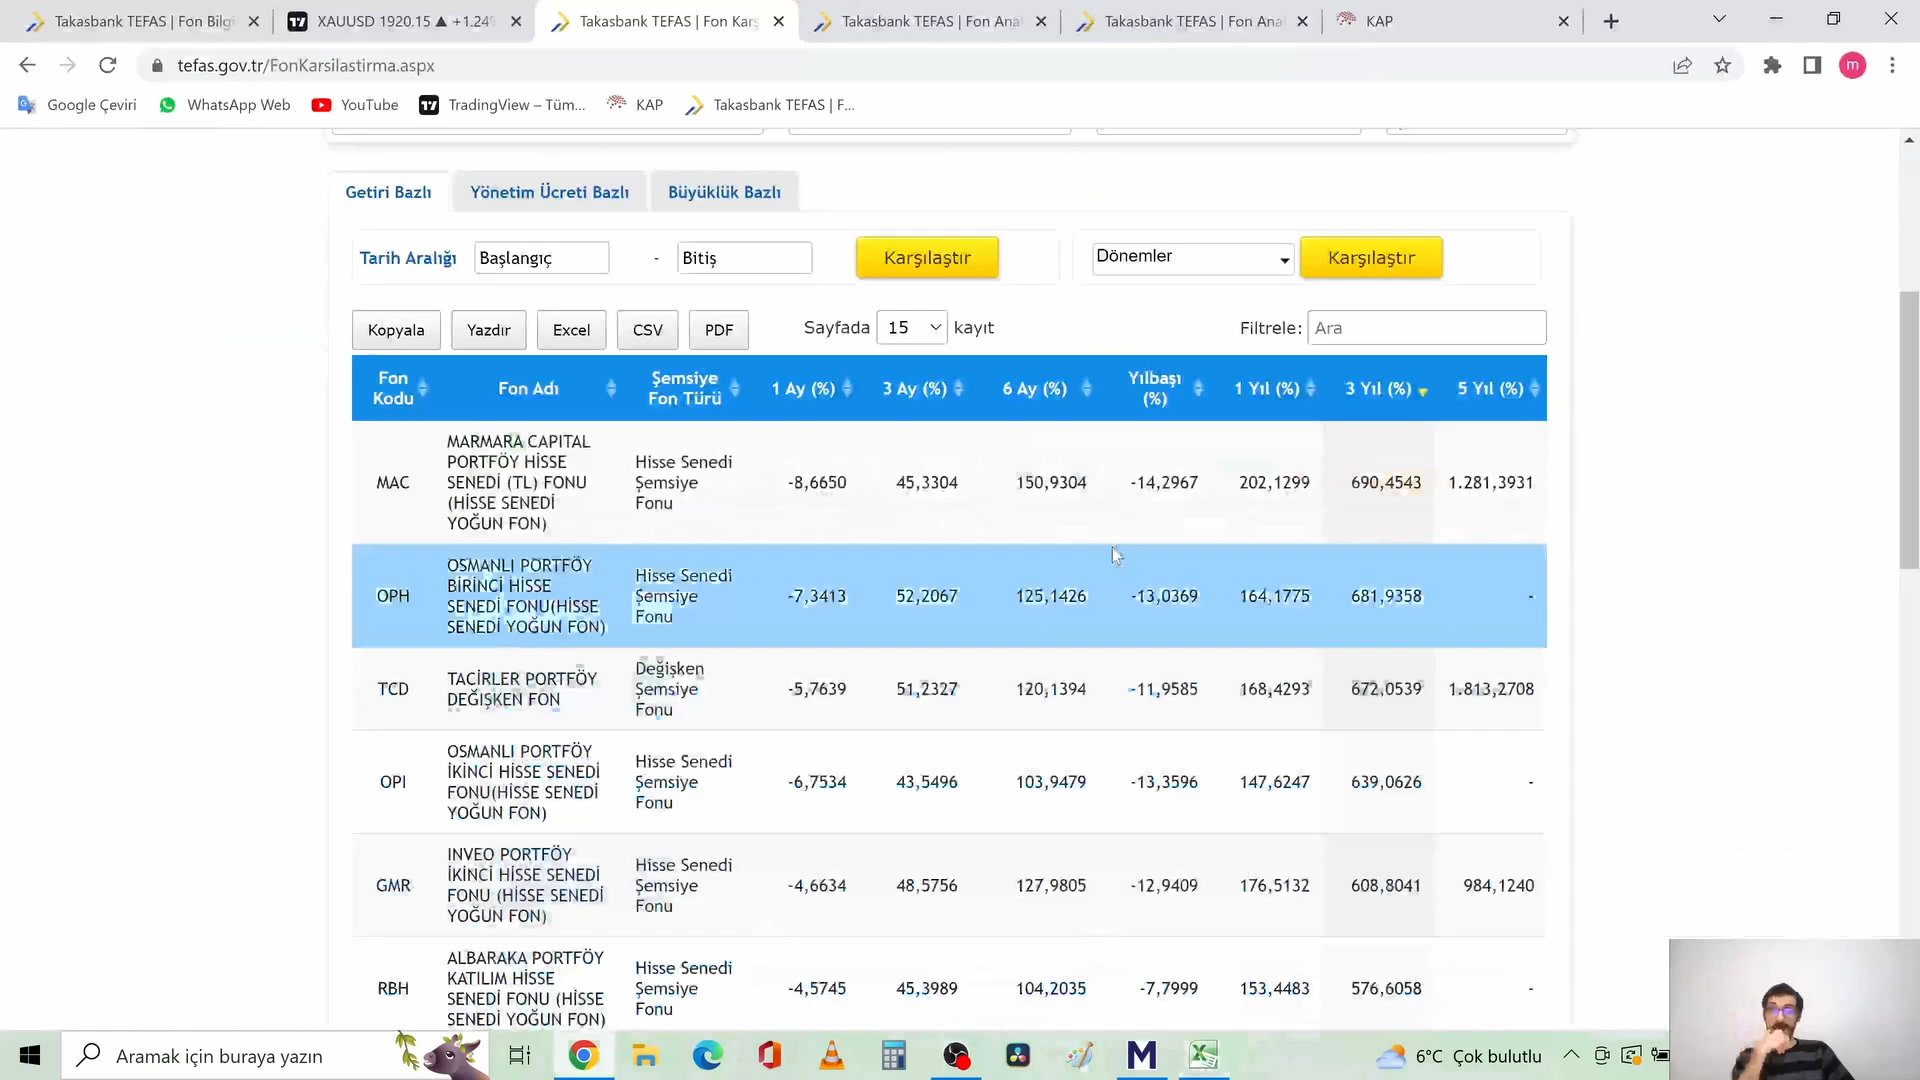 Takasbank TEFAS | Fon Bilgi
XAUUSD 1920.15 ▲ +1.24%
Takasbank TEFAS | Fon Karş
Takasbank TEFAS | Fon Ana
Takasbank TEFAS | Fon Ana
KAP
tefas.gov.tr/FonKarsilastirma.aspx
m
Google Çeviri
WhatsApp Web
YouTube
TradingView – Tüm...
KAP
Takasbank TEFAS | F...
Getiri Bazlı
Yönetim Ücreti Bazlı
Büyüklük Bazlı
Tarih Aralığı
Başlangıç
-
Bitiş
Karşılaştır
Dönemler
Karşılaştır
Kopyala
Yazdır
Excel
CSV
PDF
Sayfada 15 kayıt
Filtrele: Ara
Fon Kodu
Fon Adı
Şemsiye Fon Türü
1 Ay (%)
3 Ay (%)
6 Ay (%)
Yılbaşı (%)
1 Yıl (%)
3 Yıl (%)
5 Yıl (%)
MAC
MARMARA CAPITAL
PORTFÖY HİSSE
SENEDİ (TL) FONU
(HİSSE SENEDİ
YOĞUN FON)
Hisse Senedi
Şemsiye
Fonu
-8,6650 45,3304 150,9304 -14,2967 202,1299 690,4543 1.281,3931
OPH
OSMANLI PORTFÖY
BİRİNCİ HİSSE
SENEDİ FONU(HİSSE
SENEDİ YOĞUN FON)
Hisse Senedi
Şemsiye
Fonu
-7,3413 52,2067 125,1426 -13,0369 164,1775 681,9358 -
TCD
TACİRLER PORTFÖY
DEĞİŞKEN FON
Değişken
Şemsiye
Fonu
-5,7639 51,2327 120,1394 -11,9585 168,4293 672,0539 1.813,2708
OPI
OSMANLI PORTFÖY
İKİNCİ HİSSE SENEDİ
FONU(HİSSE SENEDİ
YOĞUN FON)
Hisse Senedi
Şemsiye
Fonu
-6,7534 43,5496 103,9479 -13,3596 147,6247 639,0626 -
GMR
INVEO PORTFÖY
İKİNCİ HİSSE SENEDİ
FONU (HİSSE SENEDİ
YOĞUN FON)
Hisse Senedi
Şemsiye
Fonu
-4,6634 48,5756 127,9805 -12,9409 176,5132 608,8041 984,1240
RBH
ALBARAKA PORTFÖY
KATILIM HİSSE
SENEDİ FONU (HİSSE
SENEDİ YOĞUN FON)
Hisse Senedi
Şemsiye
Fonu
-4,5745 45,3989 104,2035 -7,7999 153,4483 576,6058 -
Aramak için buraya yazın
6°C Çok bulutlu